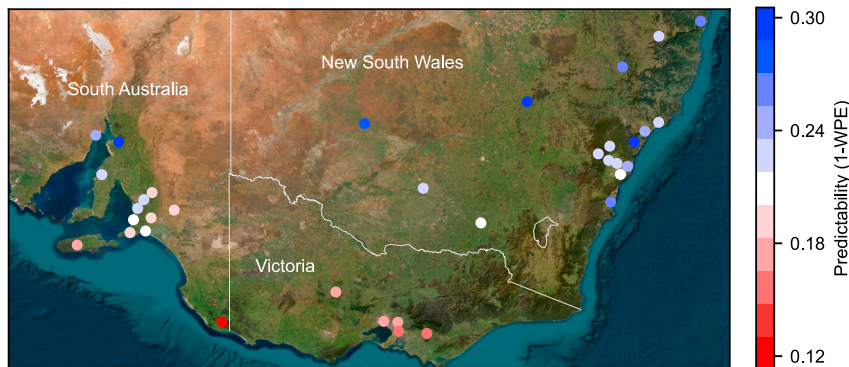 New South Wales
South Australia
Victoria
0.30
0.24
0.18
0.12
Predictability (1-WPE)